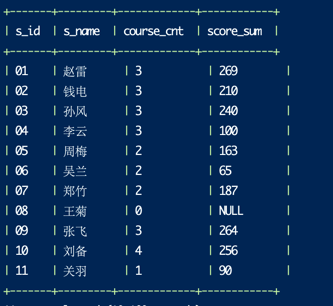 +------+--------+------------+-----------+
| s_id | s_name | course_cnt | score_sum |
+------+--------+------------+-----------+
| 01 | 赵雷 | 3 | 269 |
| 02 | 钱电 | 3 | 210 |
| 03 | 孙风 | 3 | 240 |
| 04 | 李云 | 3 | 100 |
| 05 | 周梅 | 2 | 163 |
| 06 | 吴兰 | 2 | 65 |
| 07 | 郑竹 | 2 | 187 |
| 08 | 王菊 | 0 | NULL |
| 09 | 张飞 | 3 | 264 |
| 10 | 刘备 | 4 | 256 |
| 11 | 关羽 | 1 | 90 |
+------+--------+------------+-----------+